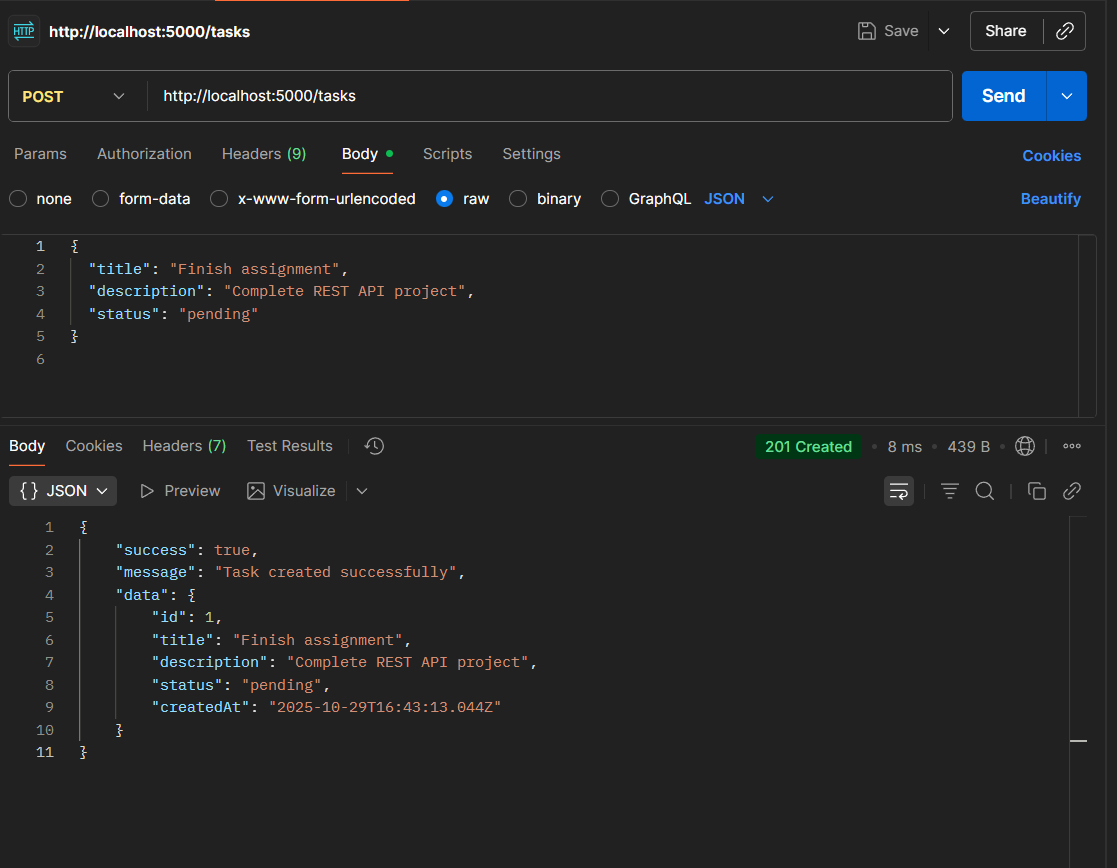 HTTP http://localhost:5000/tasks Save Share
POST http://localhost:5000/tasks Send
Params Authorization Headers (9) Body Scripts Settings Cookies
none form-data x-www-form-urlencoded raw binary GraphQL JSON Beautify
1 {
2 "title": "Finish assignment",
3 "description": "Complete REST API project",
4 "status": "pending"
5 }
6
Body Cookies Headers (7) Test Results 201 Created 8 ms 439 B
{} JSON Preview Visualize
1 {
2 "success": true,
3 "message": "Task created successfully",
4 "data": {
5 "id": 1,
6 "title": "Finish assignment",
7 "description": "Complete REST API project",
8 "status": "pending",
9 "createdAt": "2025-10-29T16:43:13.044Z"
10 }
11 }